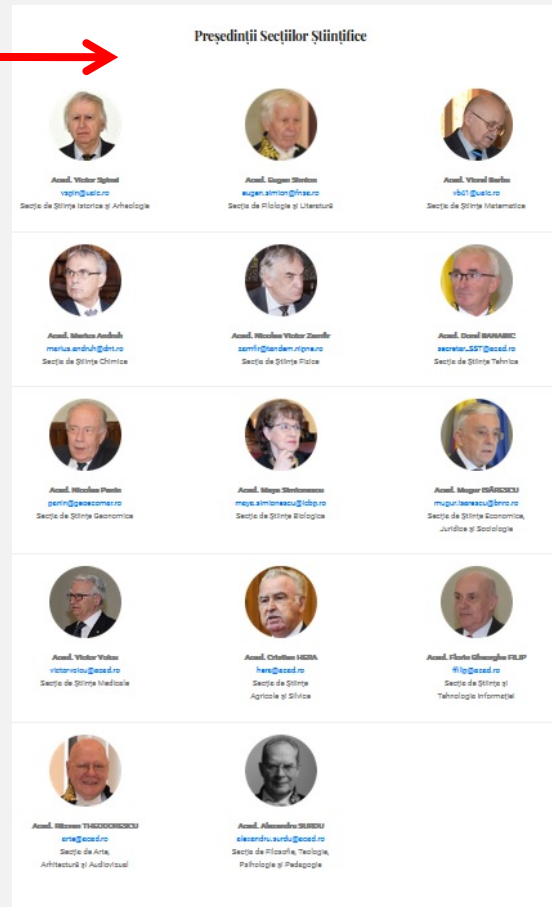 Președinții Secțiilor Științifice
Acad. Victor Spinei
Acad. Eugen Simion
Acad. Viorel Barbu
vspin@uaic.ro
eugen.simion@fnsa.ro
vb41@uaic.ro
Secția de Științe Istorice și Arheologie
Secția de Filologie și Literatură
Secția de Științe Matematice
Acad. Marius Andruh
Acad. Nicolae Victor Zamfir
Acad. Dorel BANABIC
marius.andruh@dnt.ro
zamfir@tandem.nipne.ro
secretar_SST@acad.ro
Secția de Științe Chimice
Secția de Științe Fizice
Secția de Științe Tehnice
Acad. Nicolae Panin
Acad. Maya Simionescu
Acad. Mugur ISĂRESCU
panin@geoecomar.ro
maya.simionescu@icbp.ro
mugur.isarescu@bnro.ro
Secția de Științe Geonomice
Secția de Științe Biologice
Secția de Științe Economice,
Juridice și Sociologie
Acad. Victor Voicu
Acad. Cristian HERA
Acad. Florin Gheorghe FILIP
victorvoicu@acad.ro
hera@acad.ro
ffilip@acad.ro
Secția de Științe Medicale
Secția de Științe
Secția de Știința și
Agricole și Silvice
Tehnologia Informației
Acad. Răzvan THEODORESCU
Acad. Alexandru SURDU
arte@acad.ro
alexandru.surdu@acad.ro
Secția de Arte,
Secția de Filosofie, Teologie,
Arhitectură și Audiovizual
Psihologie și Pedagogie